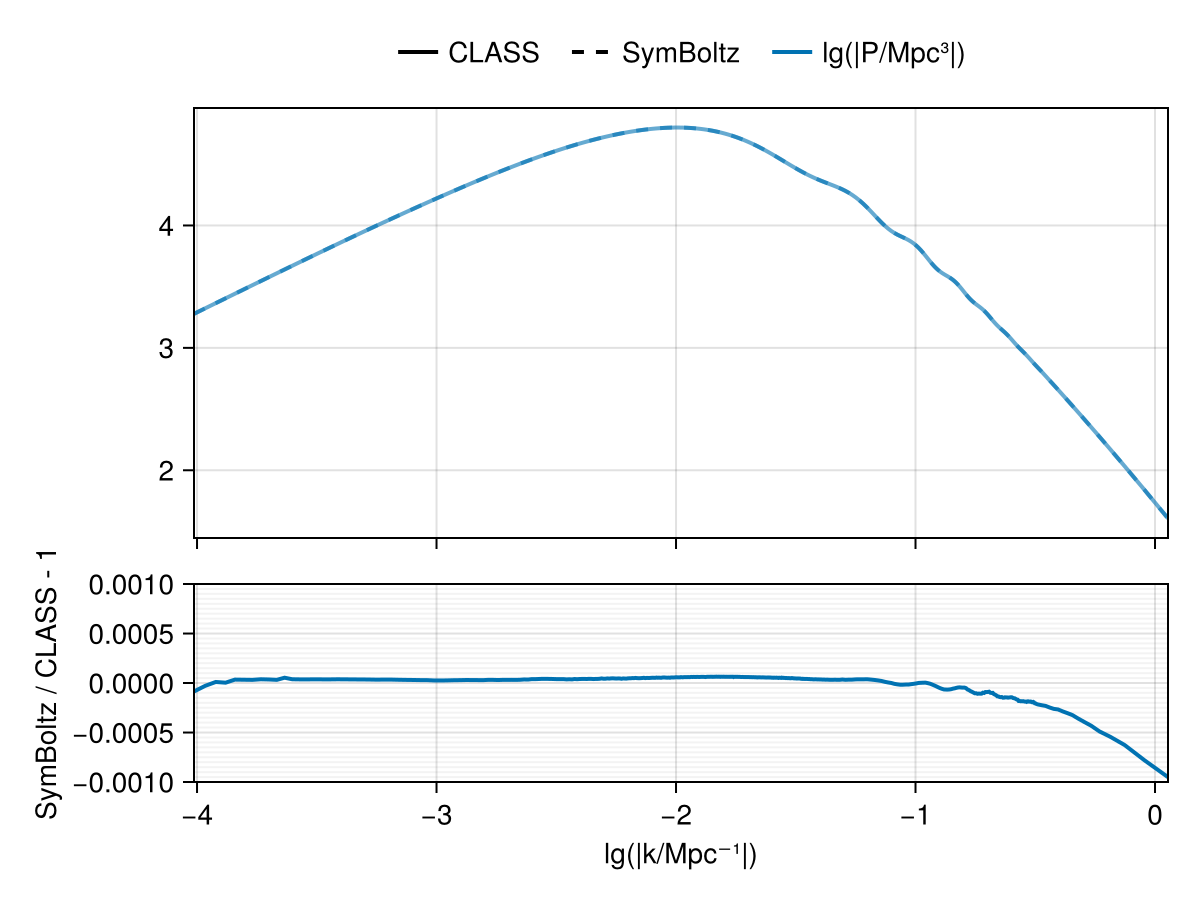 CLASS SymBoltz lg(|P/Mpc³|)
4
3
2
SymBoltz / CLASS - 1
0.0010
0.0005
0.0000
−0.0005
−0.0010
−4 −3 −2 −1 0
lg(|k/Mpc⁻¹|)